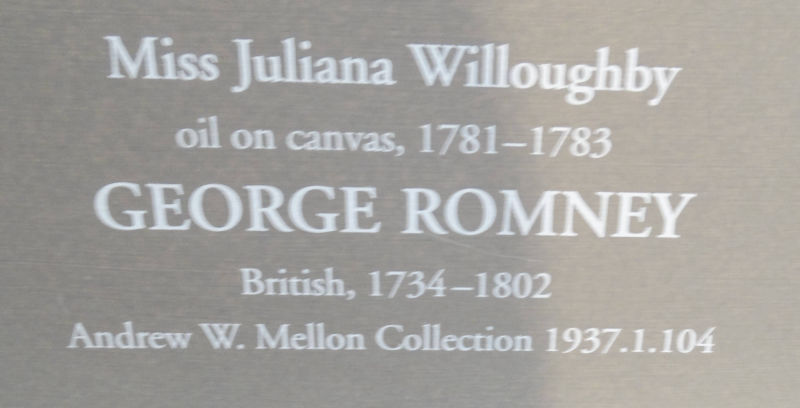 Miss Juliana Willoughby
oil on canvas, 1781–1783
GEORGE ROMNEY
British, 1734–1802
Andrew W. Mellon Collection 1937.1.104